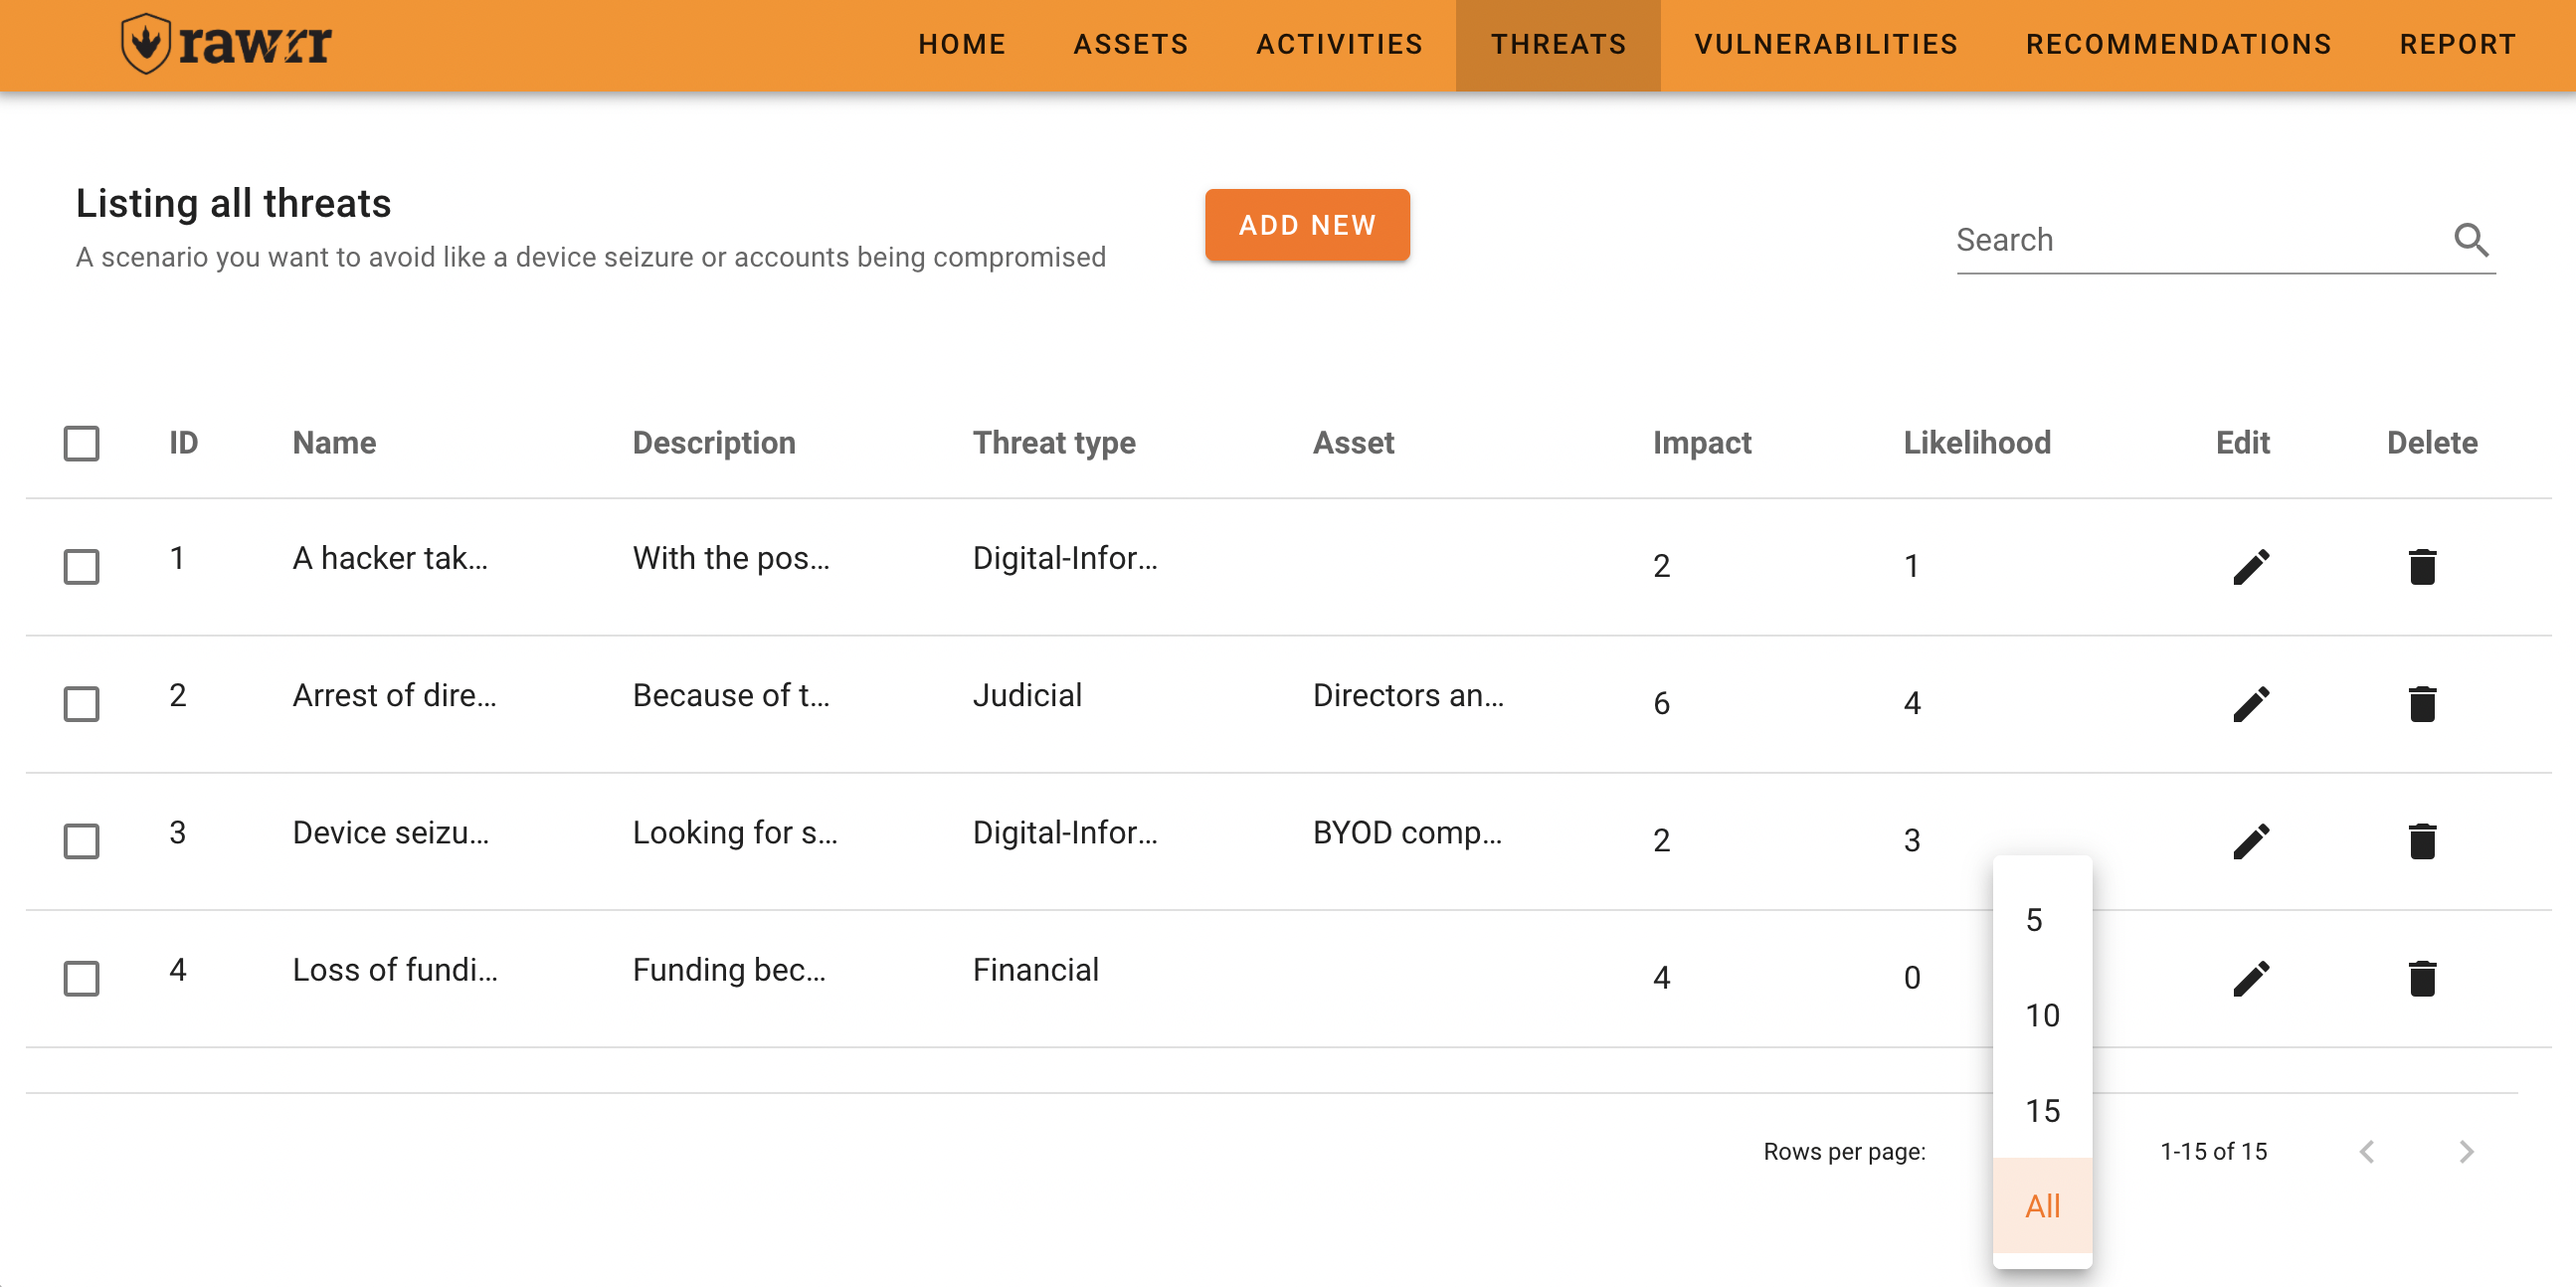 rawrr
HOME ASSETS ACTIVITIES THREATS VULNERABILITIES RECOMMENDATIONS REPORT
Listing all threats
A scenario you want to avoid like a device seizure or accounts being compromised
ADD NEW
Search
ID Name Description Threat type Asset Impact Likelihood Edit Delete
1 A hacker tak... With the pos... Digital-Infor... 2 1
2 Arrest of dire... Because of t... Judicial Directors an... 6 4
3 Device seizu... Looking for s... Digital-Infor... BYOD comp... 2 3
4 Loss of fundi... Funding bec... Financial 4 0
5
10
15
All
Rows per page:
1-15 of 15